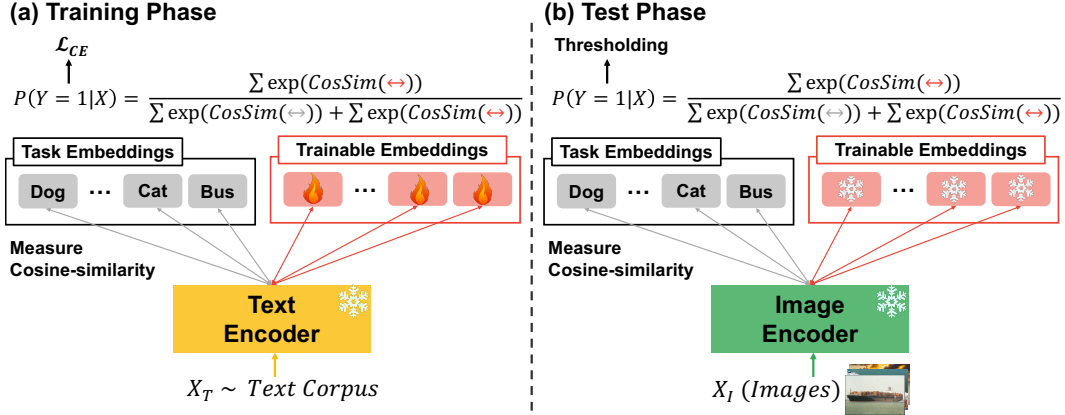 (a) Training Phase
𝓛_CE
P(Y = 1|X) = ∑ exp(CosSim(↔)) / ∑ exp(CosSim(↔)) + ∑ exp(CosSim(↔))
Task Embeddings
Dog ... Cat Bus
Trainable Embeddings
...
Measure
Cosine-similarity
Text
Encoder
X_T ~ Text Corpus
(b) Test Phase
Thresholding
P(Y = 1|X) = ∑ exp(CosSim(↔)) / ∑ exp(CosSim(↔)) + ∑ exp(CosSim(↔))
Task Embeddings
Dog ... Cat Bus
Trainable Embeddings
...
Measure
Cosine-similarity
Image
Encoder
X_I (Images)